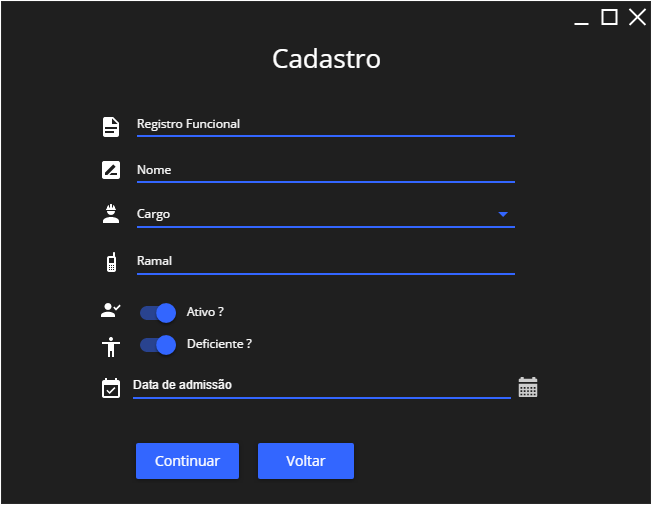 Cadastro
Registro Funcional
Nome
Cargo
Ramal
Ativo ?
Deficiente ?
Data de admissão
Continuar Voltar